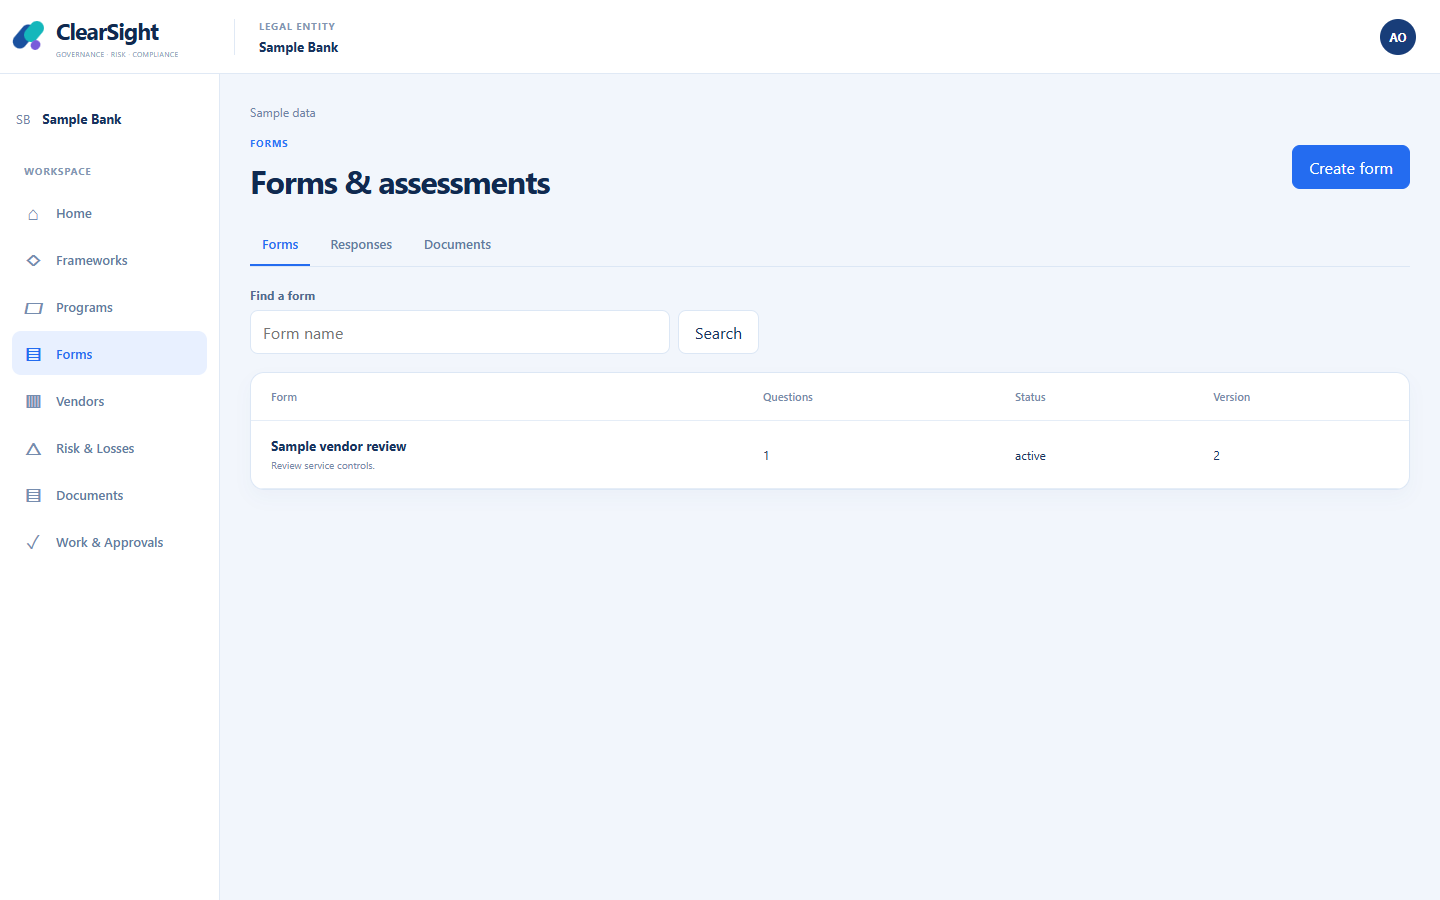 ClearSight
GOVERNANCE · RISK · COMPLIANCE
LEGAL ENTITY
Sample Bank
AO
SB Sample Bank
WORKSPACE
Home
Frameworks
Programs
Forms
Vendors
Risk & Losses
Documents
Work & Approvals
Sample data
FORMS
Forms & assessments
Create form
Forms Responses Documents
Find a form
Form name Search
Form Questions Status Version
Sample vendor review 1 active 2
Review service controls.